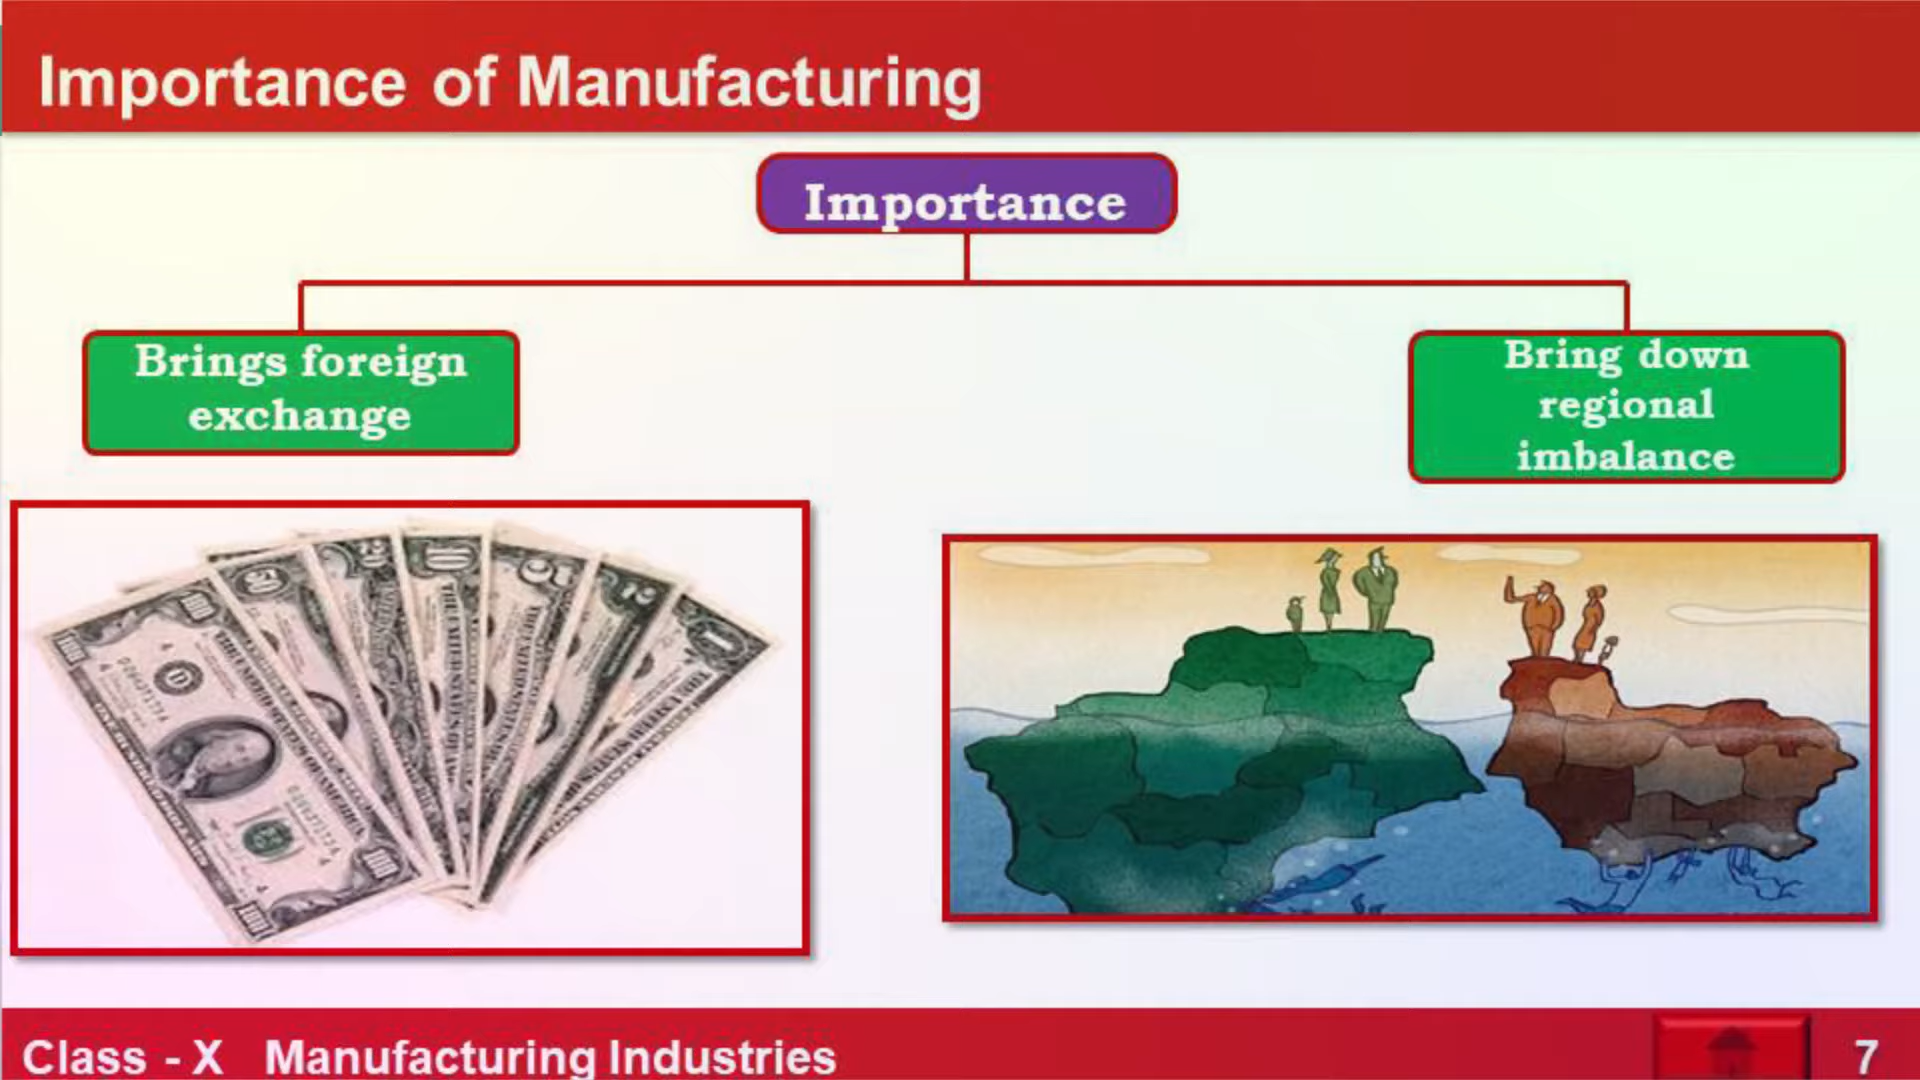 Importance of Manufacturing
Importance
Brings foreign
exchange
Bring down
regional
imbalance
Class - X Manufacturing Industries
7